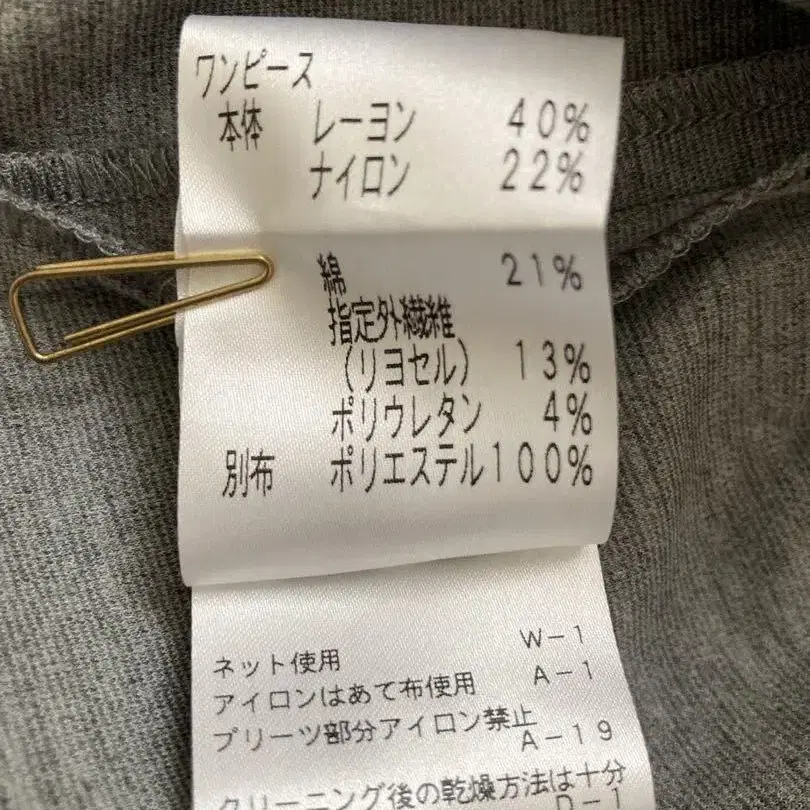 ワンピース
本体 レーヨン 40%
ナイロン 22%
綿 21%
指定外繊維
(リヨセル) 13%
ポリウレタン 4%
別布 ポリエステル100%
W-1
ネット使用
A-1
アイロンはあて布使用
プリーツ部分アイロン禁止
A-19
クリーニング後の乾燥方法は十分
D-1